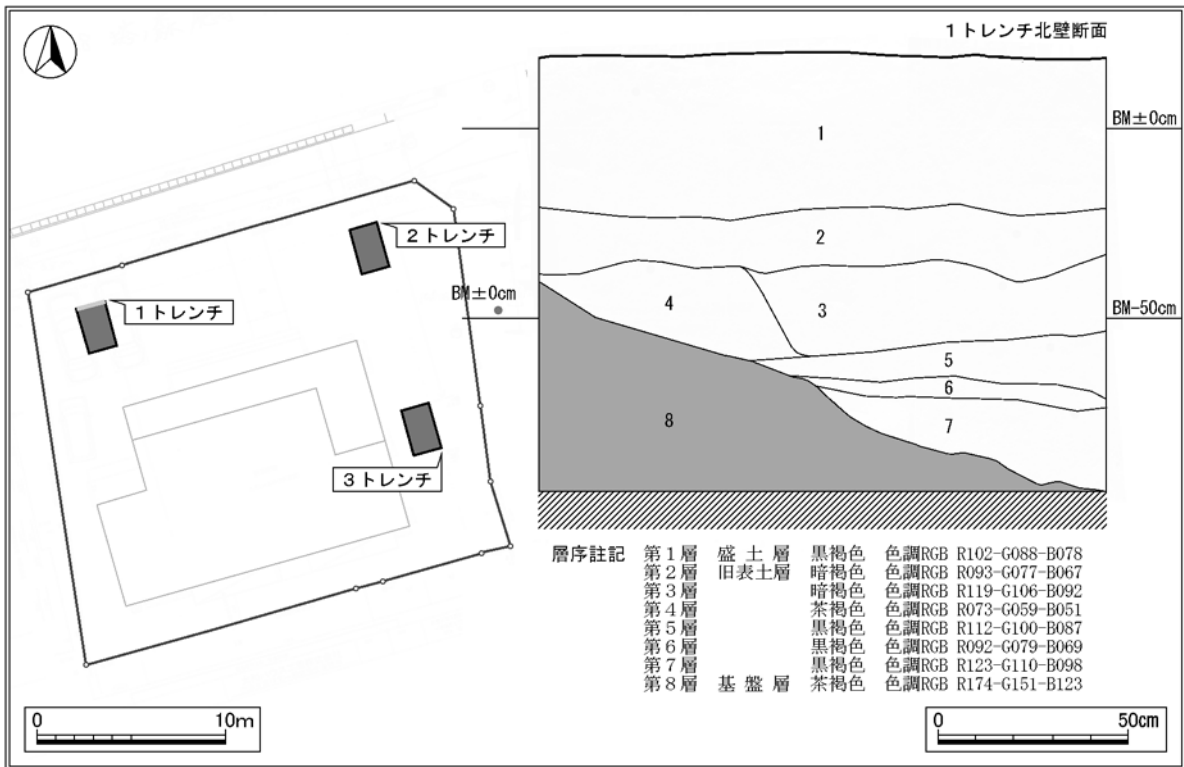 1トレンチ北壁断面
BM±0cm
1
2トレンチ
2
BM±0cm
1トレンチ
4
3
BM-50cm
5
6
7
8
3トレンチ
層序註記 第1層 盛土層 黒褐色 色調RGB R102-G088-B078
第2層 旧表土層 暗褐色 色調RGB R093-G077-B067
第3層 暗褐色 色調RGB R119-G106-B092
第4層 茶褐色 色調RGB R073-G059-B051
第5層 黒褐色 色調RGB R112-G100-B087
第6層 黒褐色 色調RGB R092-G079-B069
第7層 黒褐色 色調RGB R123-G110-B098
第8層 基盤層 茶褐色 色調RGB R174-G151-B123
0 10m
0 50cm